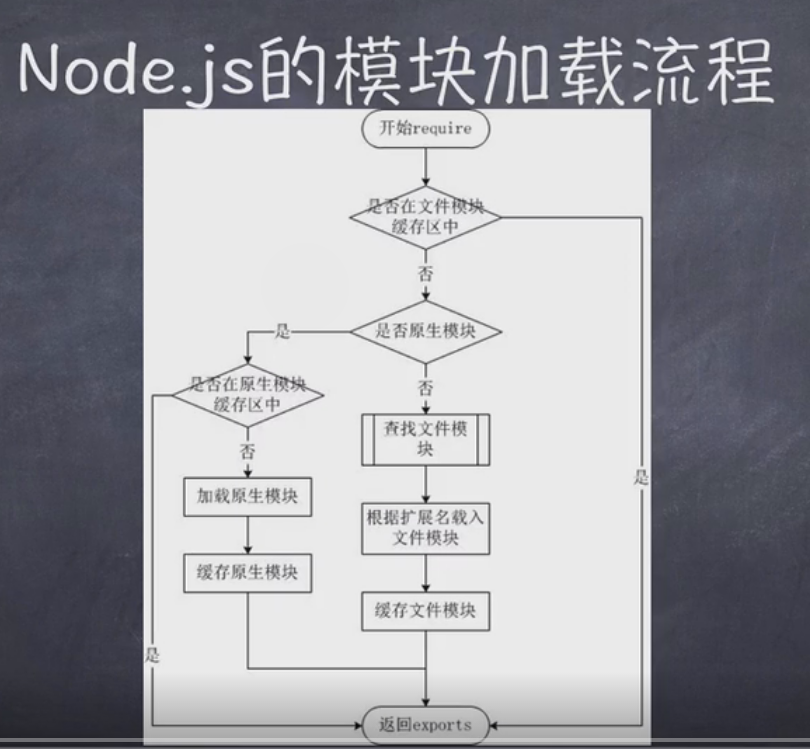 Node.js的模块加载流程
开始require
是否在文件模块
缓存区中
否
是否原生模块
是
是否在原生模块
缓存区中
否
否
查找文件模
块
加载原生模块
根据扩展名载入
文件模块
是
缓存原生模块
缓存文件模块
是
返回exports